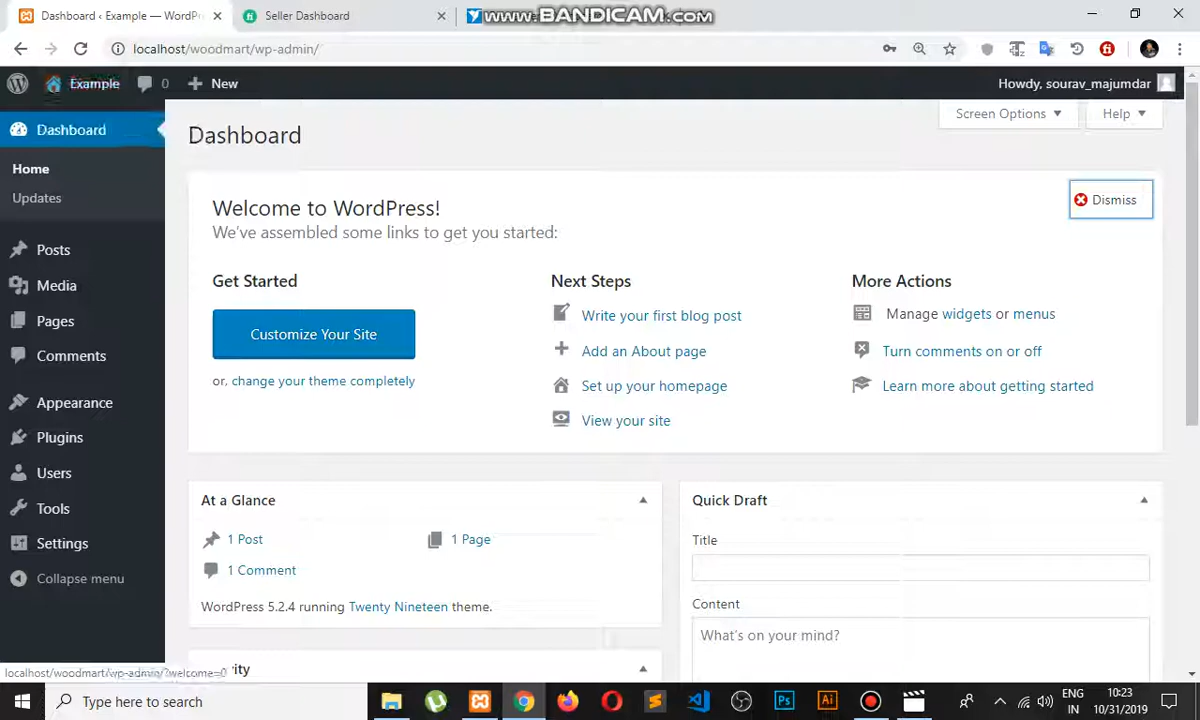 Dashboard ‹ Example — WordPr
Seller Dashboard
www.BANDICAM.com
localhost/woodmart/wp-admin/
Example
0
New
Howdy, sourav_majumdar
Dashboard
Home
Updates
Posts
Media
Pages
Comments
Appearance
Plugins
Users
Tools
Settings
Collapse menu
Screen Options
Help
Dashboard
Dismiss
Welcome to WordPress!
We've assembled some links to get you started:
Get Started
Customize Your Site
or, change your theme completely
Next Steps
Write your first blog post
Add an About page
Set up your homepage
View your site
More Actions
Manage widgets or menus
Turn comments on or off
Learn more about getting started
At a Glance
1 Post
1 Page
1 Comment
WordPress 5.2.4 running Twenty Nineteen theme.
Quick Draft
Title
Content
What's on your mind?
localhost/woodmart/wp-admin/?welcome=0
Type here to search
ENG
IN
10:23
10/31/2019